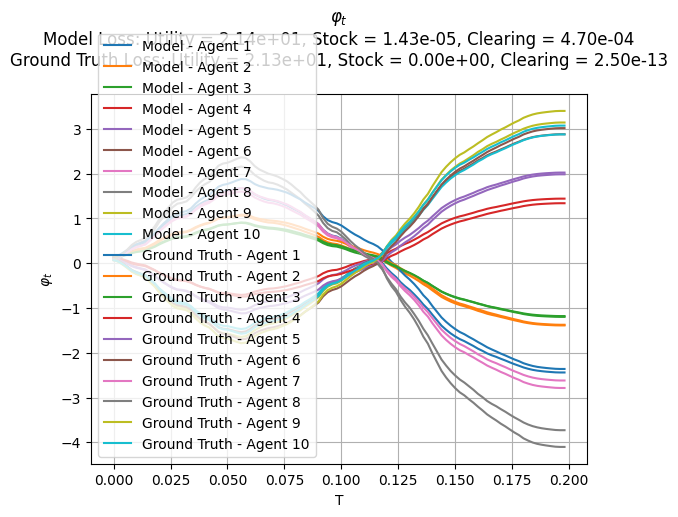 φt
Model Loss: Utility = 2.14e+01, Stock = 1.43e-05, Clearing = 4.70e-04
Ground Truth Loss: Utility = 2.13e+01, Stock = 0.00e+00, Clearing = 2.50e-13
Model - Agent 1
Model - Agent 2
Model - Agent 3
Model - Agent 4
Model - Agent 5
Model - Agent 6
Model - Agent 7
Model - Agent 8
Model - Agent 9
Model - Agent 10
Ground Truth - Agent 1
Ground Truth - Agent 2
Ground Truth - Agent 3
Ground Truth - Agent 4
Ground Truth - Agent 5
Ground Truth - Agent 6
Ground Truth - Agent 7
Ground Truth - Agent 8
Ground Truth - Agent 9
Ground Truth - Agent 10
3
2
1
0
−1
−2
−3
−4
φt
0.000 0.025 0.050 0.075 0.100 0.125 0.150 0.175 0.200
T